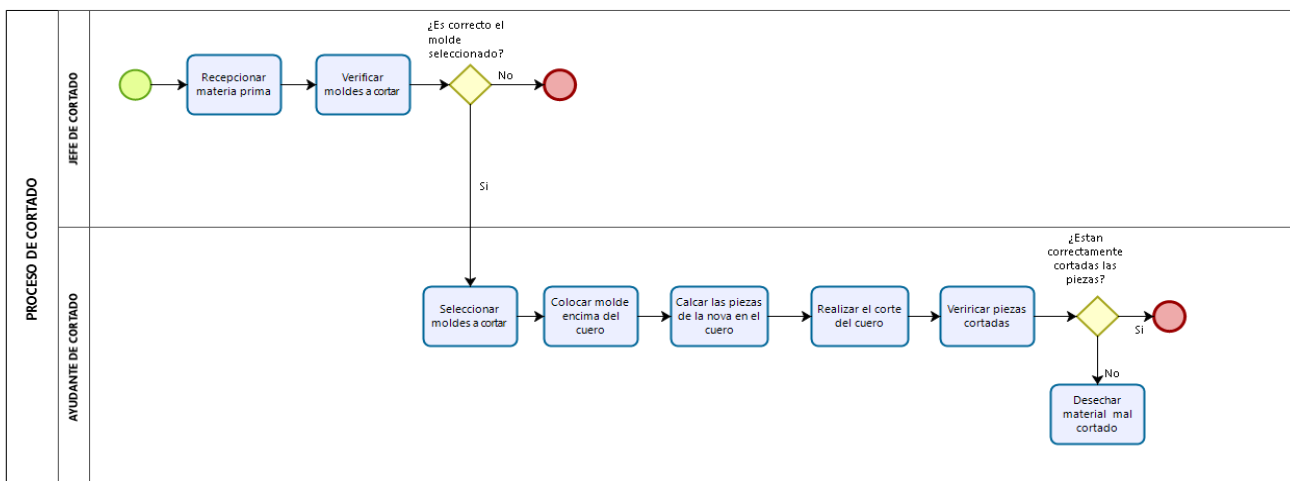 PROCESO DE CORTADO
JEFE DE CORTADO
Recepcionar
materia prima
Verificar
moldes a cortar
¿Es correcto el
molde
seleccionado?
No
Si
AYUDANTE DE CORTADO
Seleccionar
moldes a cortar
Colocar molde
encima del
cuero
Calcar las piezas
de la nova en el
cuero
Realizar el corte
del cuero
Veriricar piezas
cortadas
¿Estan
correctamente
cortadas las
piezas?
Si
No
Desechar
material mal
cortado